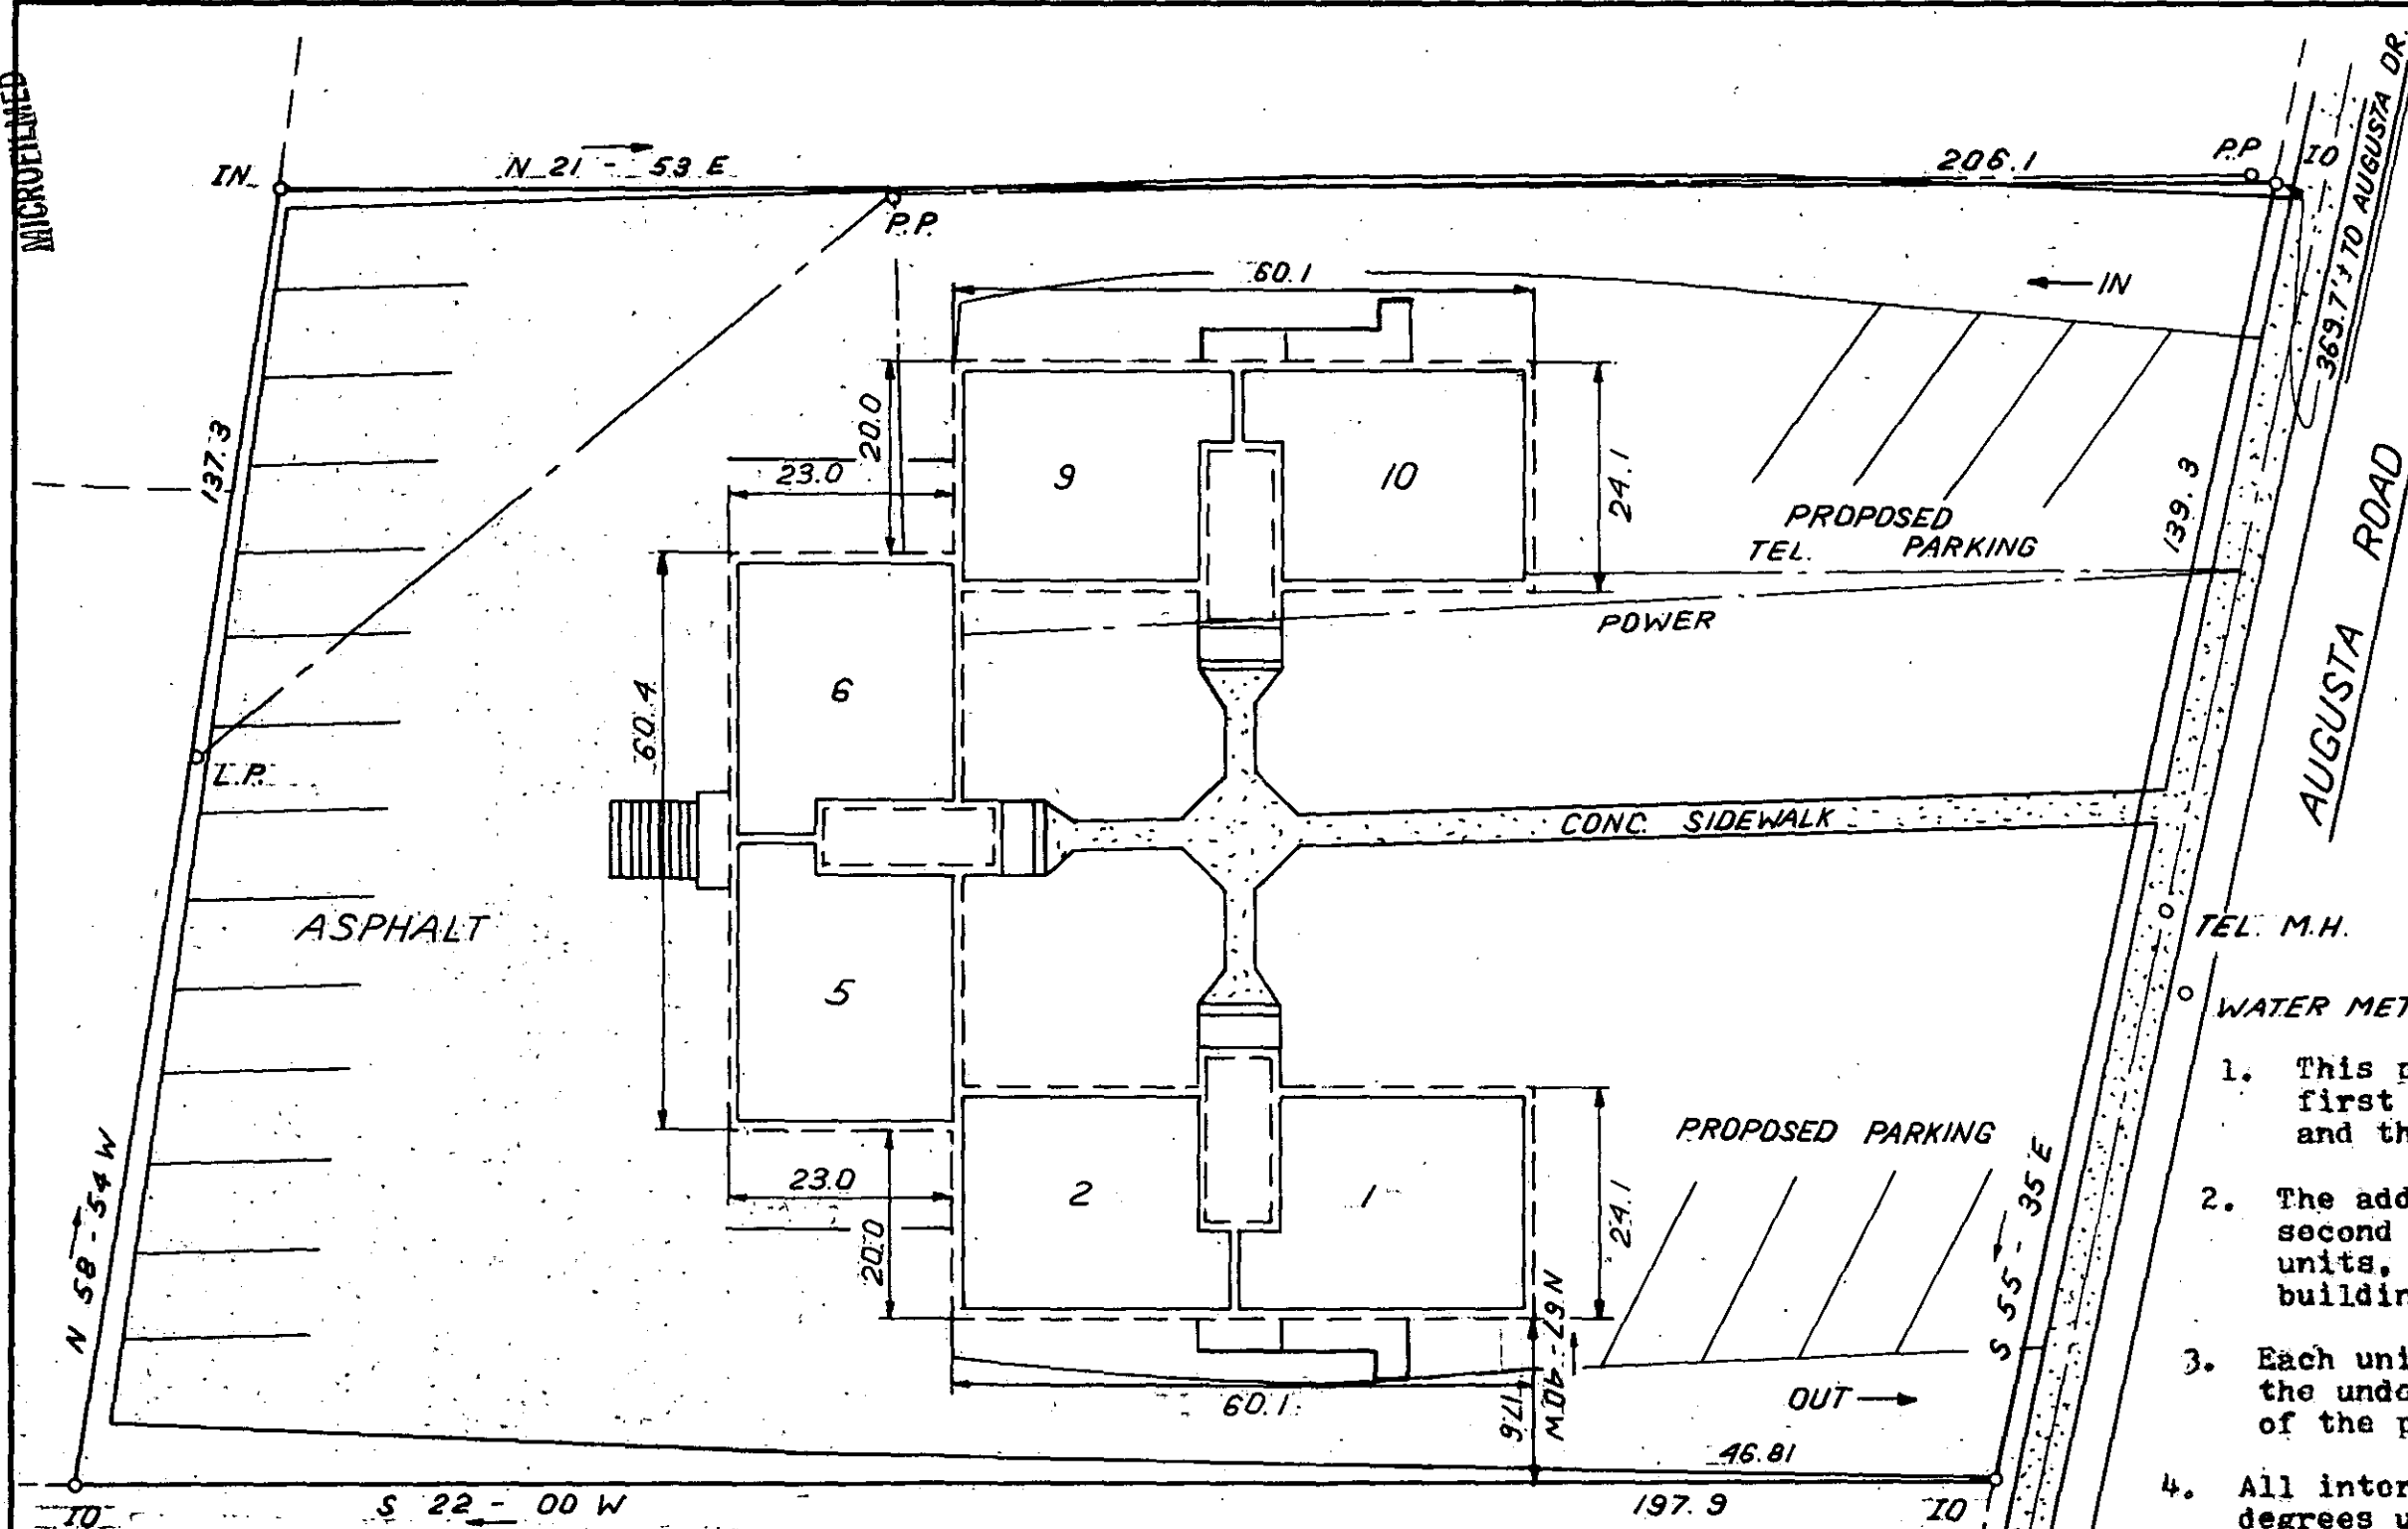 MICROFILMED
IN
N 21 - 53 E
206.1
P.P
IO
369.7'± TO AUGUSTA DR.
P.P.
60.1
IN
137.3
20.0
23.0
9
10
24.1
PROPOSED
PARKING
TEL.
139.3
AUGUSTA ROAD
POWER
6
60.4
L.P.
CONC. SIDEWALK
ASPHALT
5
TEL. M.H.
WATER MET
1. This
first
and th
PROPOSED PARKING
S 55 - 35 E
N 58 - 54 W
23.0
20.0
2
1
24.1
2. The add
second
units,
buildin
N 67 - 40 W
17.6
3. Each uni
the undo
of the p
60.1
OUT
46.81
4. All inter
degrees u
IO
S 22 - 00 W
197.9
IO